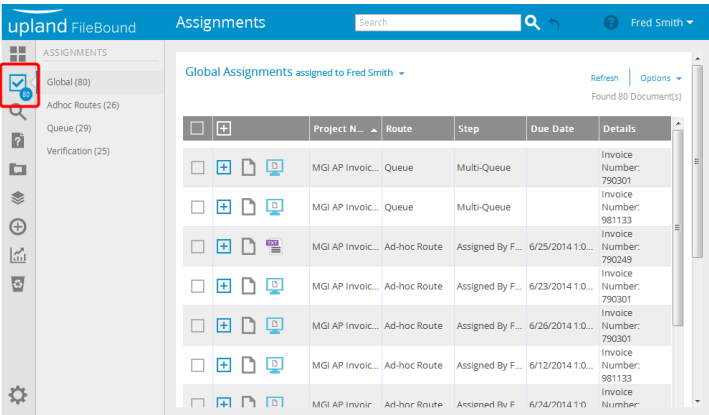 upland FileBound
Assignments
Search
?
Fred Smith
ASSIGNMENTS
Global (80)
Adhoc Routes (26)
Queue (29)
Verification (25)
80
Global Assignments assigned to Fred Smith
Refresh
Options
Found 80 Document(s)
Project N... Route Step Due Date Details
MGI AP Invoic... Queue Multi-Queue Invoice
Number:
790301
MGI AP Invoic... Queue Multi-Queue Invoice
Number:
981133
TXT MGI AP Invoic... Ad-hoc Route Assigned By F... 6/25/2014 1:0... Invoice
Number:
790249
MGI AP Invoic... Ad-hoc Route Assigned By F... 6/23/2014 1:0... Invoice
Number:
790301
MGI AP Invoic... Ad-hoc Route Assigned By F... 6/26/2014 1:0... Invoice
Number:
790301
MGI AP Invoic... Ad-hoc Route Assigned By F... 6/12/2014 1:0... Invoice
Number:
981133
MGI AP Invoic... Ad-hoc Route Assigned By F... 6/24/2014 1:0... Invoice
Number: